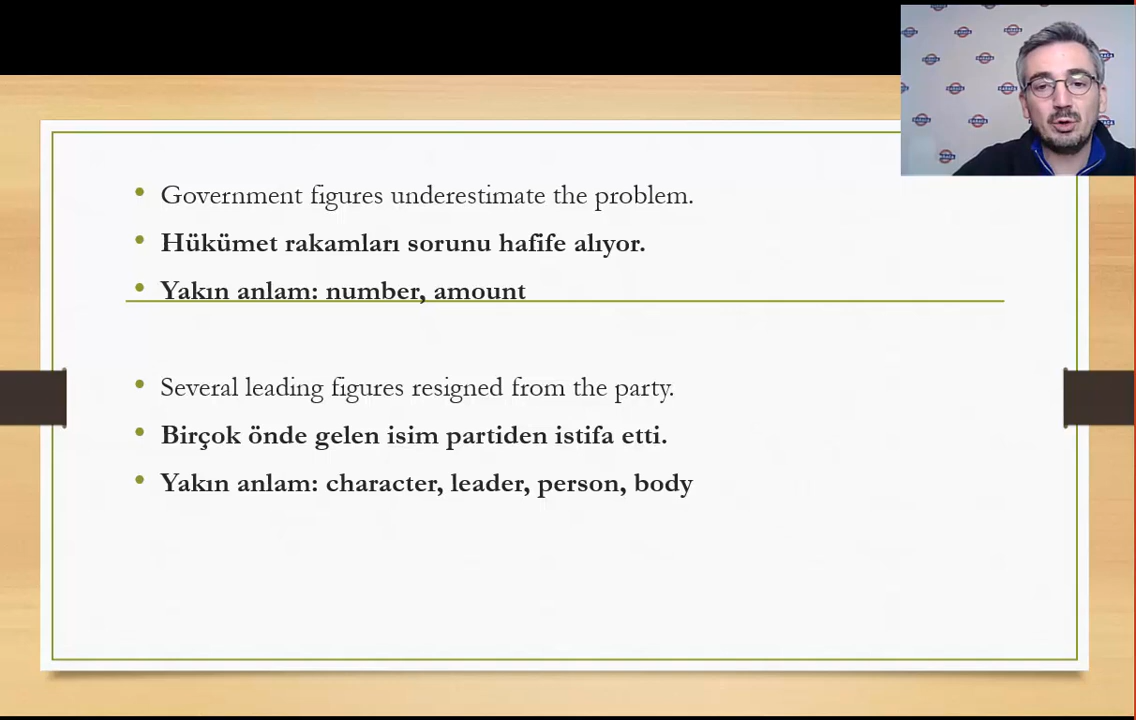 Government figures underestimate the problem.
Hükümet rakamları sorunu hafife alıyor.
Yakın anlam: number, amount
Several leading figures resigned from the party.
Birçok önde gelen isim partiden istifa etti.
Yakın anlam: character, leader, person, body